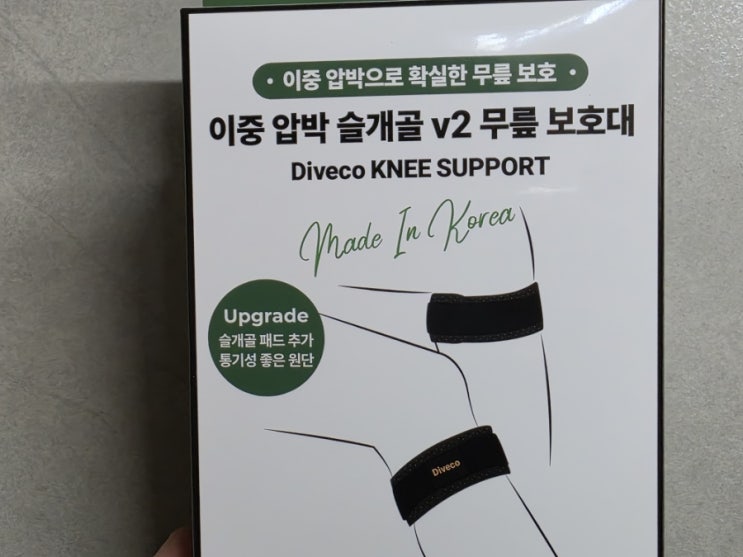 • 이중 압박으로 확실한 무릎 보호 •
이중 압박 슬개골 v2 무릎 보호대
Diveco KNEE SUPPORT
Made In Korea
Upgrade
슬개골 패드 추가
통기성 좋은 원단
Diveco